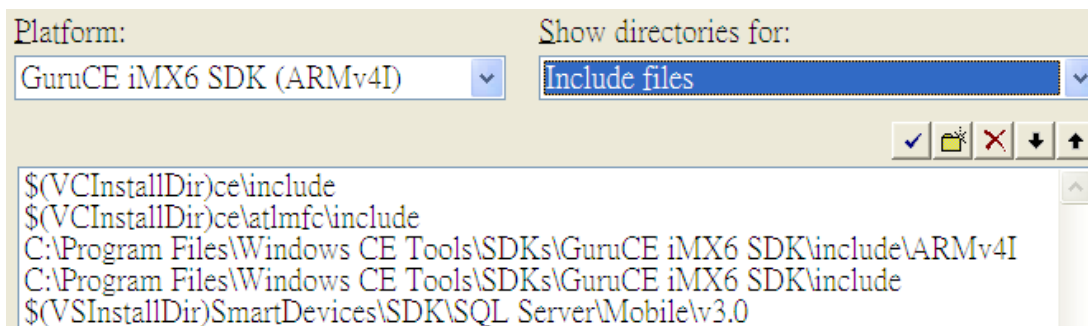 Platform:
Show directories for:
GuruCE iMX6 SDK (ARMv4I)
Include files
$(VCInstallDir)ce\include
$(VCInstallDir)ce\atlmfc\include
C:\Program Files\Windows CE Tools\SDKs\GuruCE iMX6 SDK\include\ARMv4I
C:\Program Files\Windows CE Tools\SDKs\GuruCE iMX6 SDK\include
$(VSInstallDir)SmartDevices\SDK\SQL Server\Mobile\v3.0